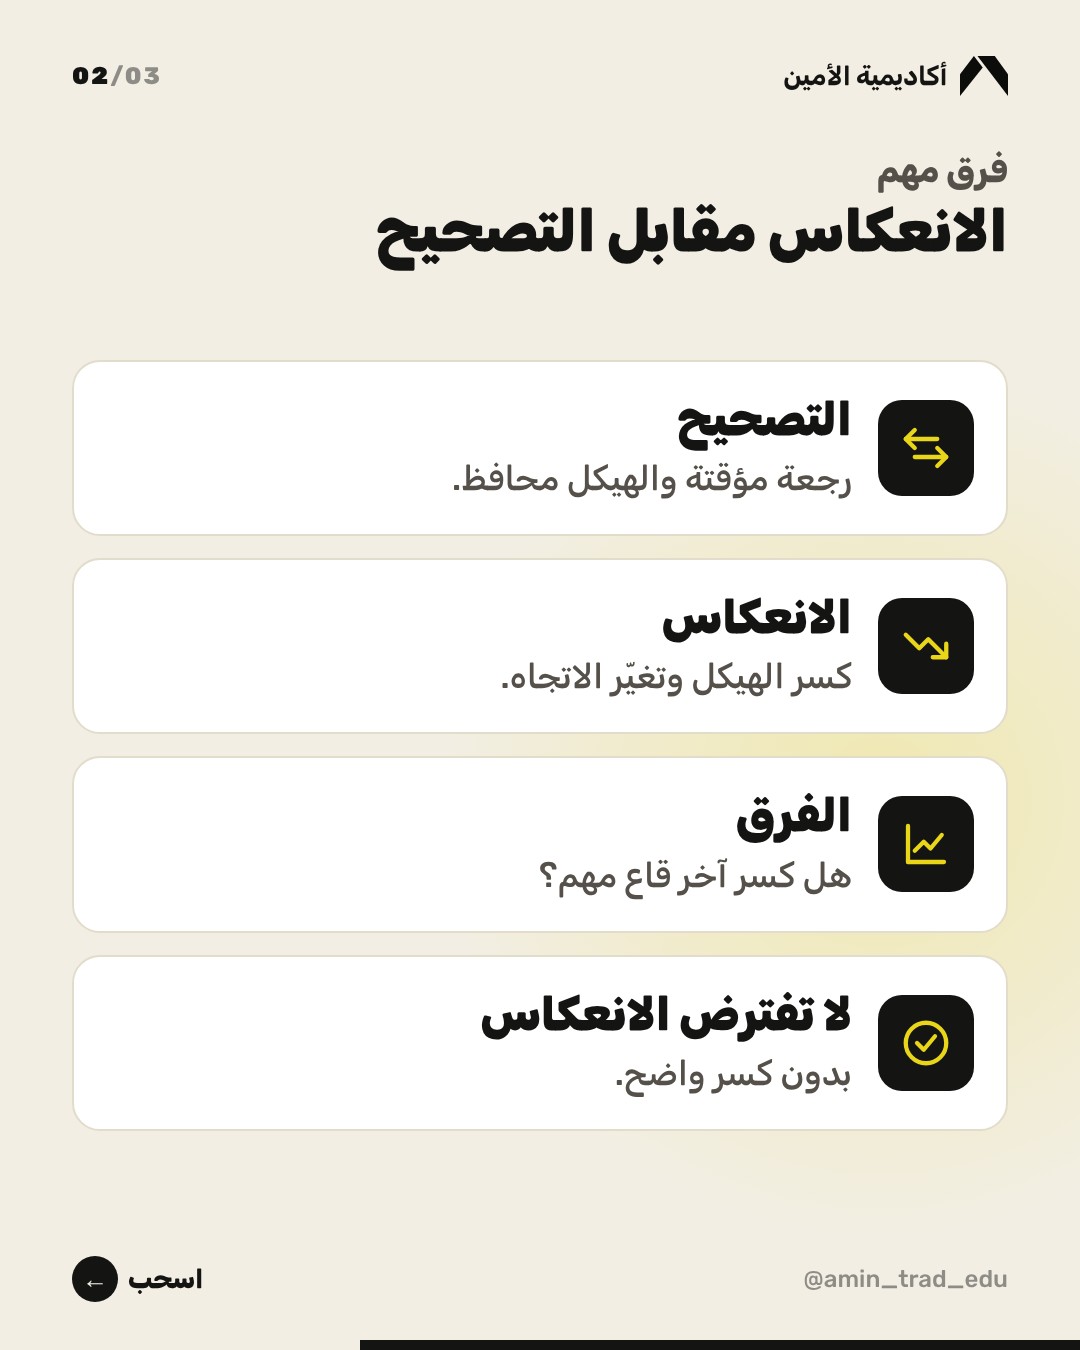 أكاديمية الأمين
02/03
فرق مهم
الانعكاس مقابل التصحيح
التصحيح
رجعة مؤقتة والهيكل محافظ.
الانعكاس
كسر الهيكل وتغيّر الاتجاه.
الفرق
هل كسر آخر قاع مهم؟
لا تفترض الانعكاس
بدون كسر واضح.
@amin_trad_edu
اسحب ←